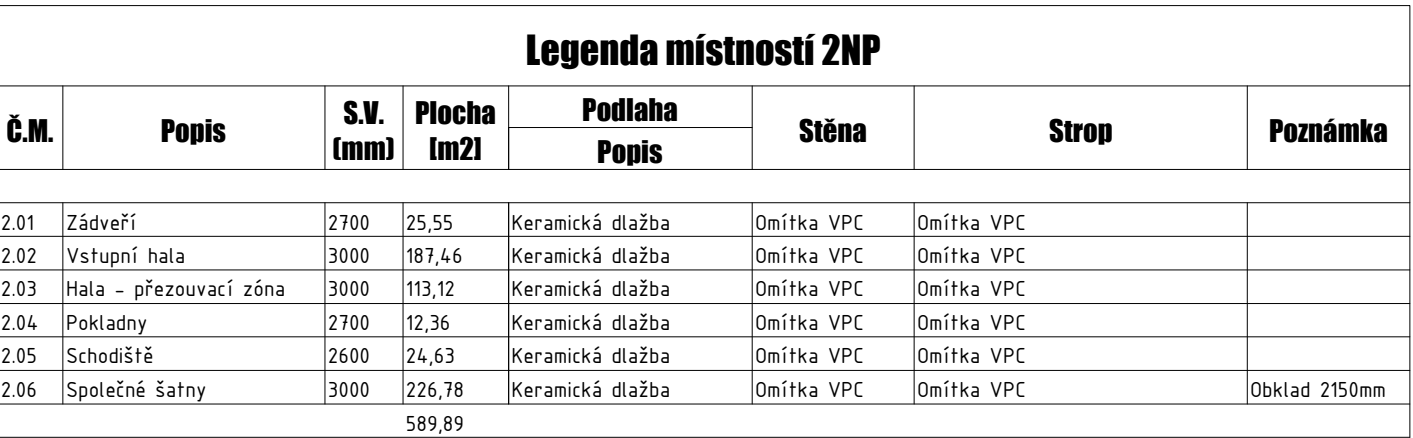 Legenda místností 2NP
Č.M. Popis S.V. (mm) Plocha [m2] Podlaha Popis Stěna Strop Poznámka
2.01 Zádveří 2700 25,55 Keramická dlažba Omítka VPC Omítka VPC
2.02 Vstupní hala 3000 187,46 Keramická dlažba Omítka VPC Omítka VPC
2.03 Hala - přezouvací zóna 3000 113,12 Keramická dlažba Omítka VPC Omítka VPC
2.04 Pokladny 2700 12,36 Keramická dlažba Omítka VPC Omítka VPC
2.05 Schodiště 2600 24,63 Keramická dlažba Omítka VPC Omítka VPC
2.06 Společné šatny 3000 226,78 Keramická dlažba Omítka VPC Omítka VPC Obklad 2150mm
589,89